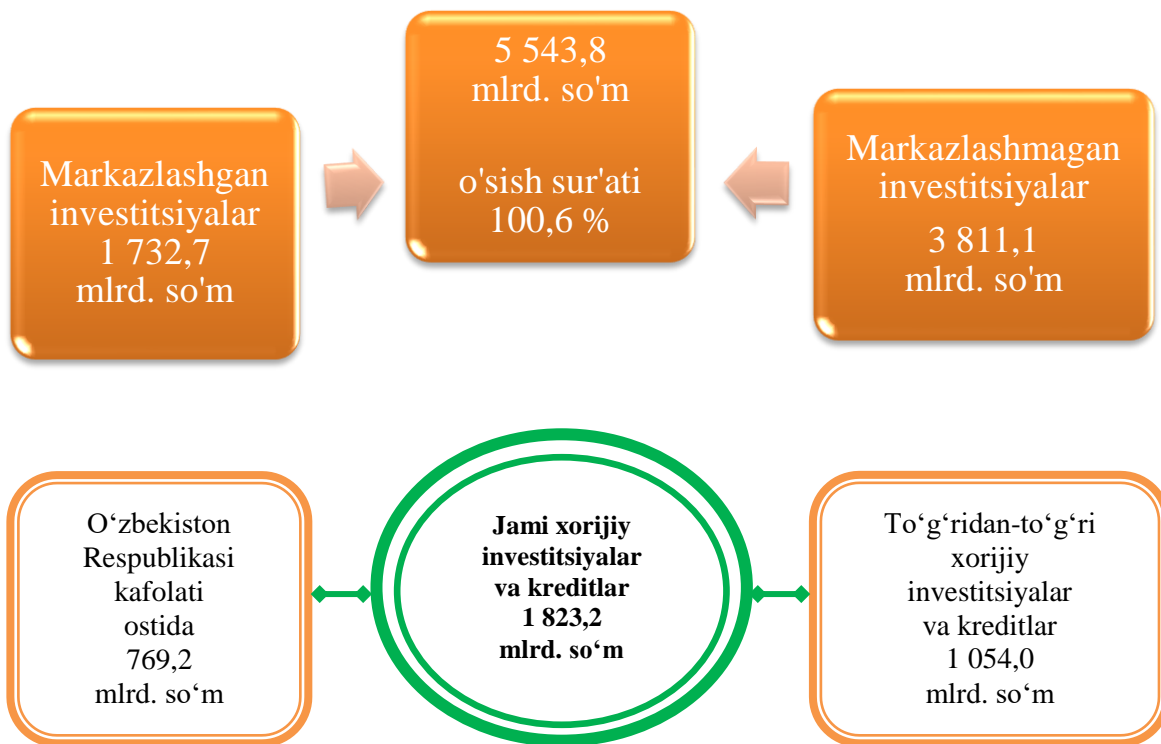 Markazlashgan
investitsiyalar
1 732,7
mlrd. so'm
5 543,8
mlrd. so'm
o'sish sur'ati
100,6 %
Markazlashmagan
investitsiyalar
3 811,1
mlrd. so'm
O‘zbekiston
Respublikasi
kafolati
ostida
769,2
mlrd. so‘m
Jami xorijiy
investitsiyalar
va kreditlar
1 823,2
mlrd. so‘m
To‘g‘ridan-to‘g‘ri
xorijiy
investitsiyalar
va kreditlar
1 054,0
mlrd. so‘m